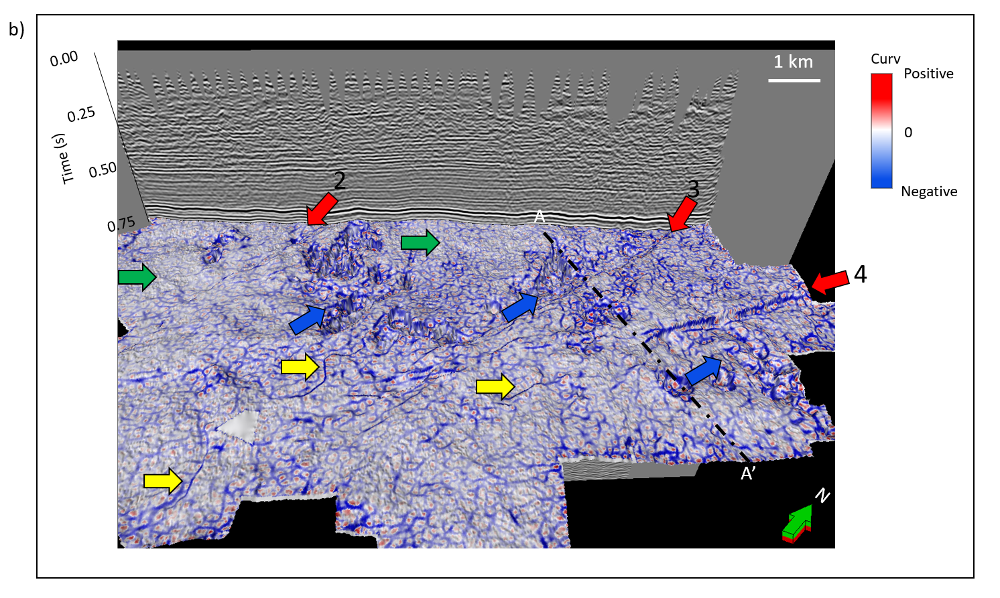 b)
0.00
0.25
0.50
0.75
Time (s)
1 km
Curv
Positive
0
Negative
2
3
4
A
A’
N